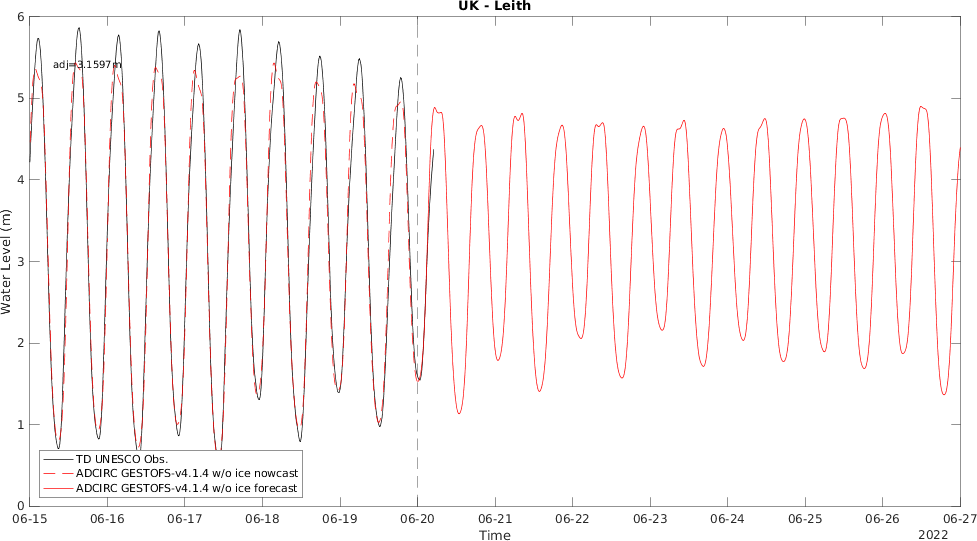 UK - Leith
6
adj=3.1597m
5
4
3
2
1
0
Water Level (m)
TD UNESCO Obs.
ADCIRC GESTOFS-v4.1.4 w/o ice nowcast
ADCIRC GESTOFS-v4.1.4 w/o ice forecast
06-15 06-16 06-17 06-18 06-19 06-20 06-21 06-22 06-23 06-24 06-25 06-26 06-27
Time
2022